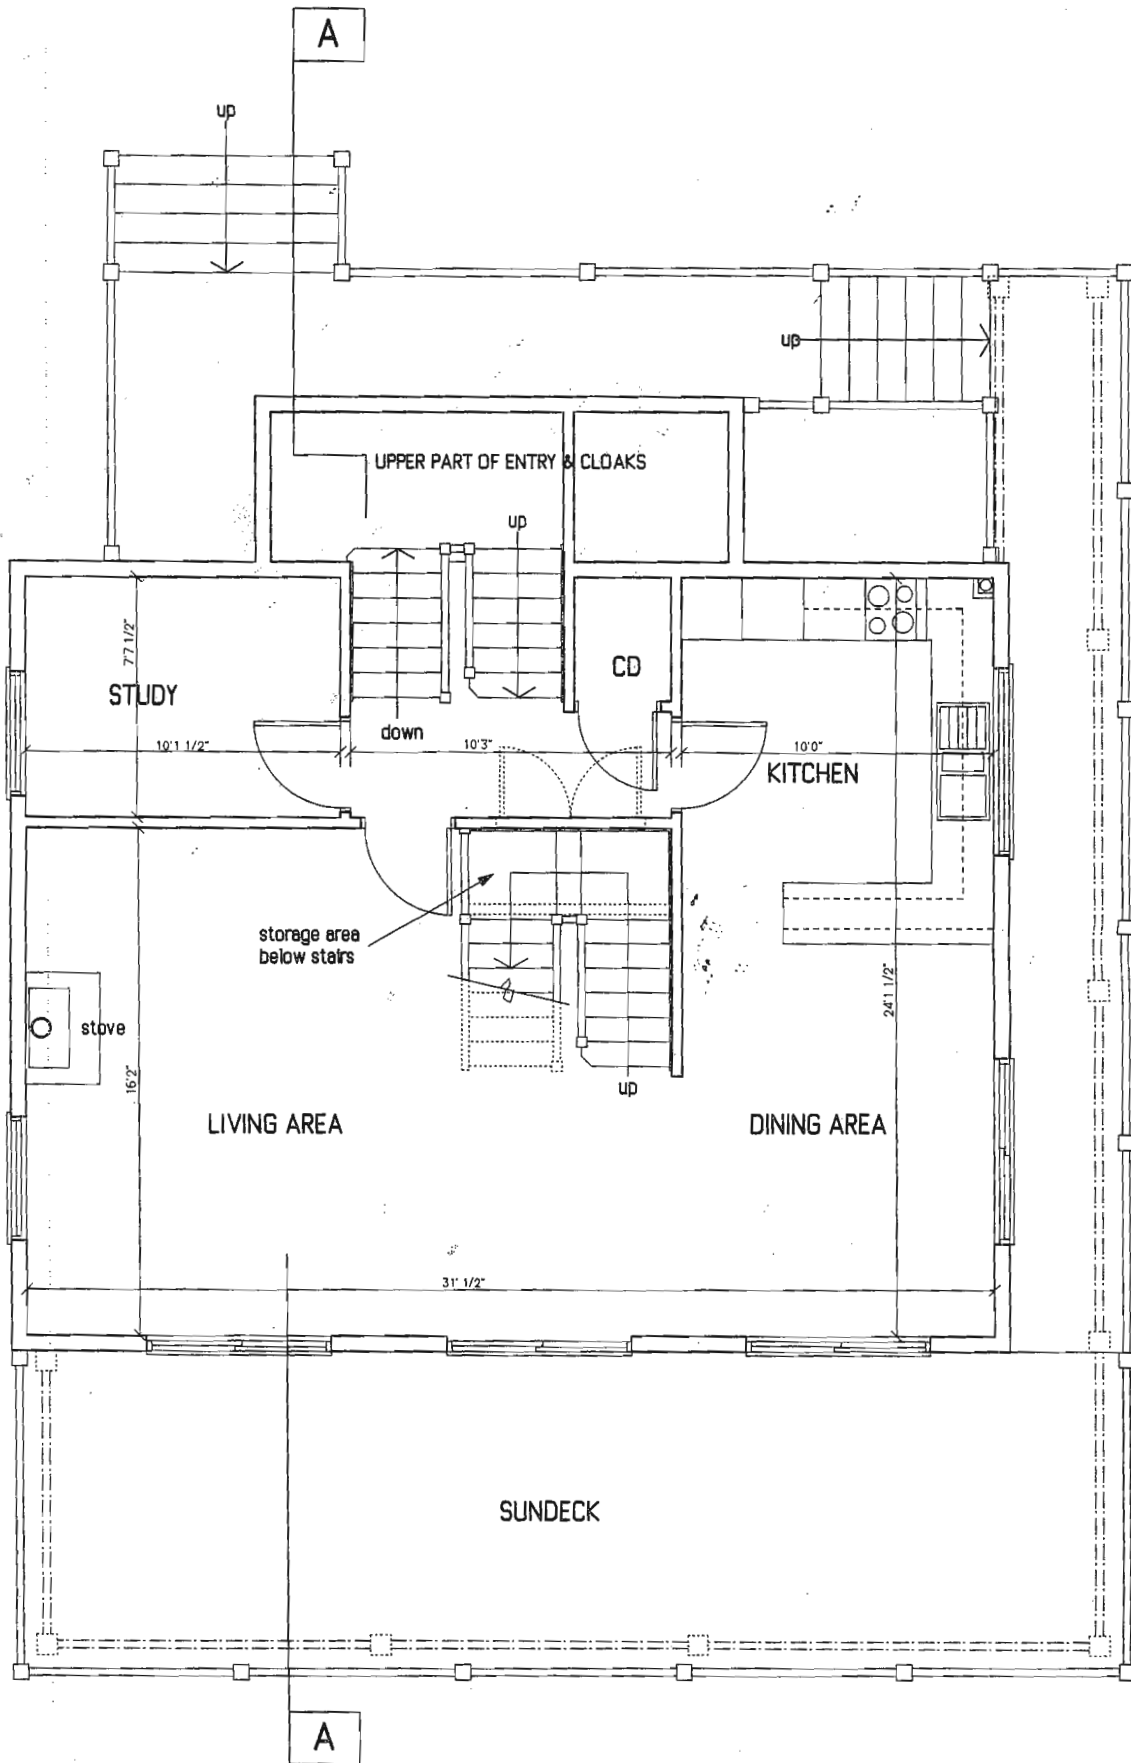 A
up
up
UPPER PART OF ENTRY & CLOAKS
up
7'7 1/2"
CD
STUDY
down
10'1 1/2"
10'3"
10'0"
KITCHEN
storage area
below stairs
24'1 1/2"
stove
16'2"
up
LIVING AREA
DINING AREA
31' 1/2"
SUNDECK
A